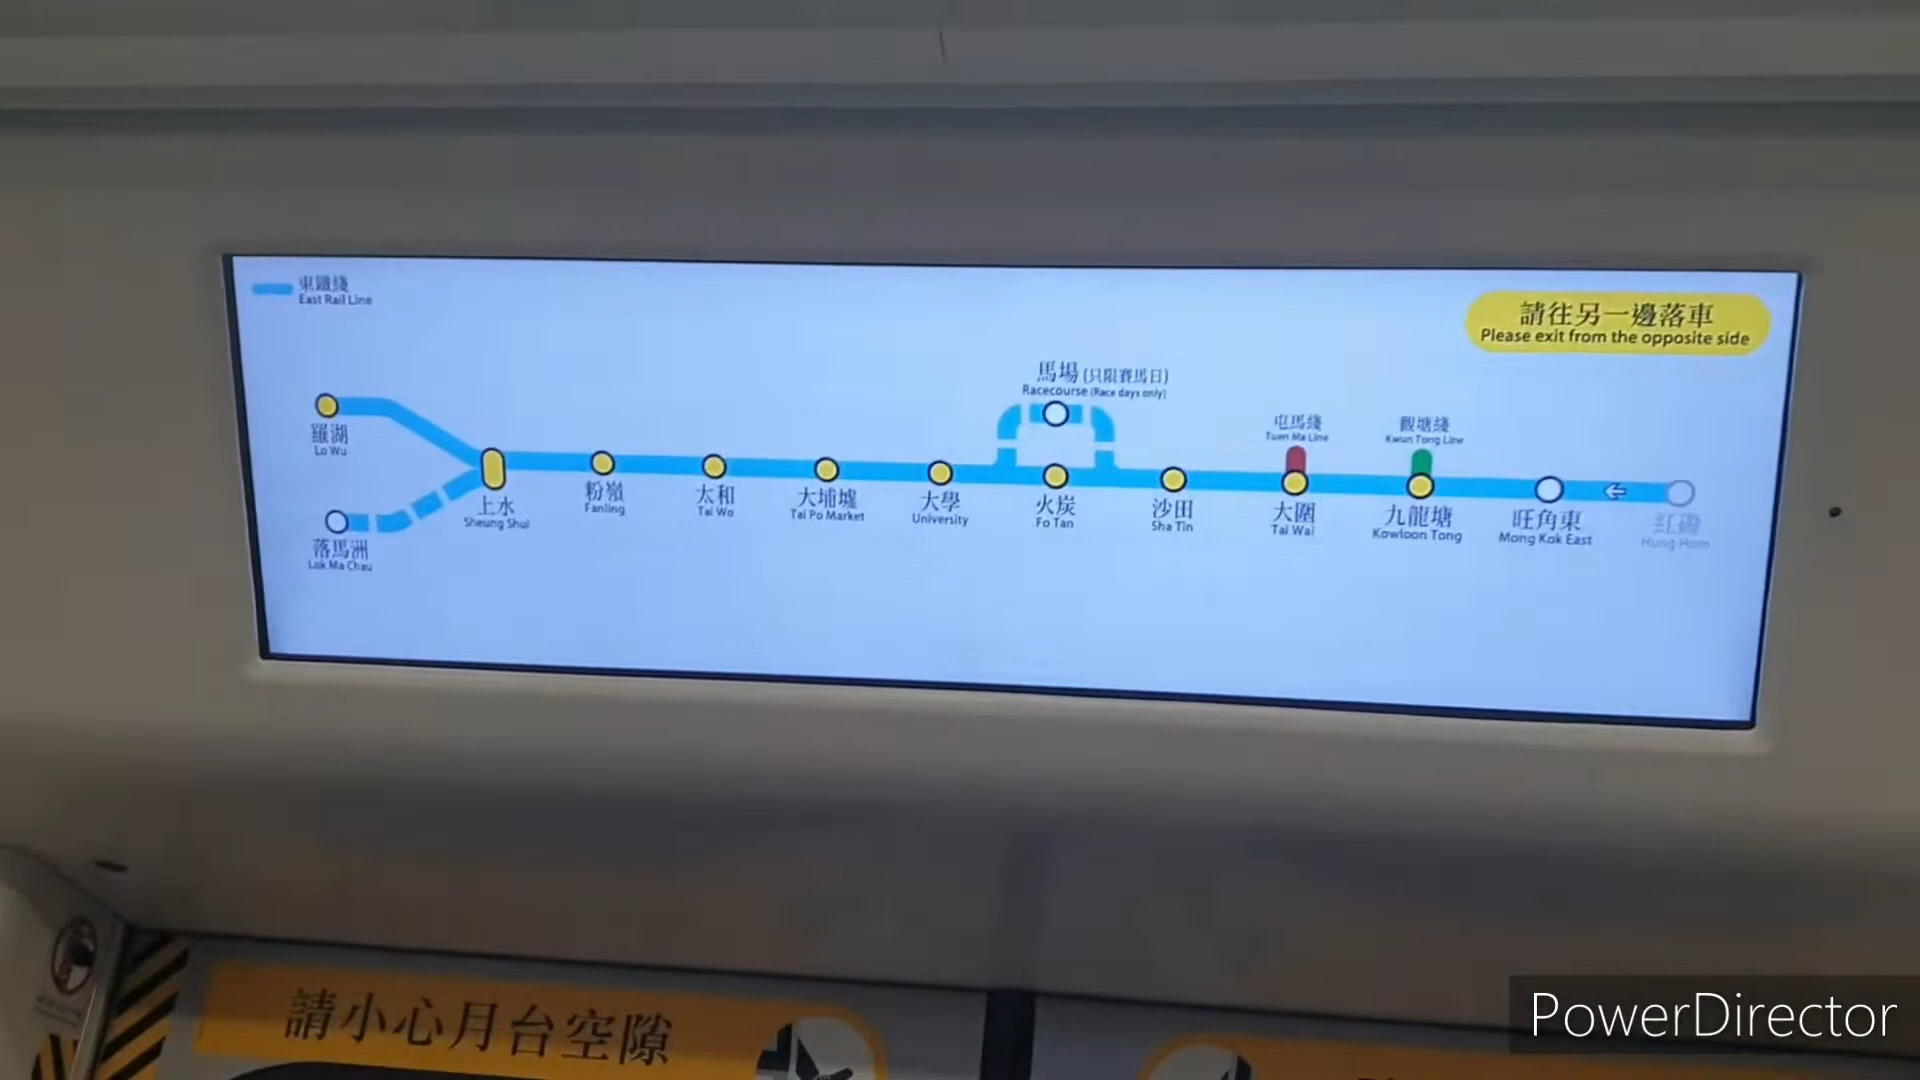 東鐵綫
East Rail Line
請往另一邊落車
Please exit from the opposite side
馬場 (只限賽馬日)
Racecourse (Race days only)
屯馬綫
Tuen Ma Line
觀塘綫
Kwun Tong Line
羅湖
Lo Wu
上水
Sheung Shui
粉嶺
Fanling
太和
Tai Wo
大埔墟
Tai Po Market
大學
University
火炭
Fo Tan
沙田
Sha Tin
大圍
Tai Wai
九龍塘
Kowloon Tong
旺角東
Mong Kok East
紅磡
Hung Hom
落馬洲
Lok Ma Chau
請小心月台空隙
PowerDirector